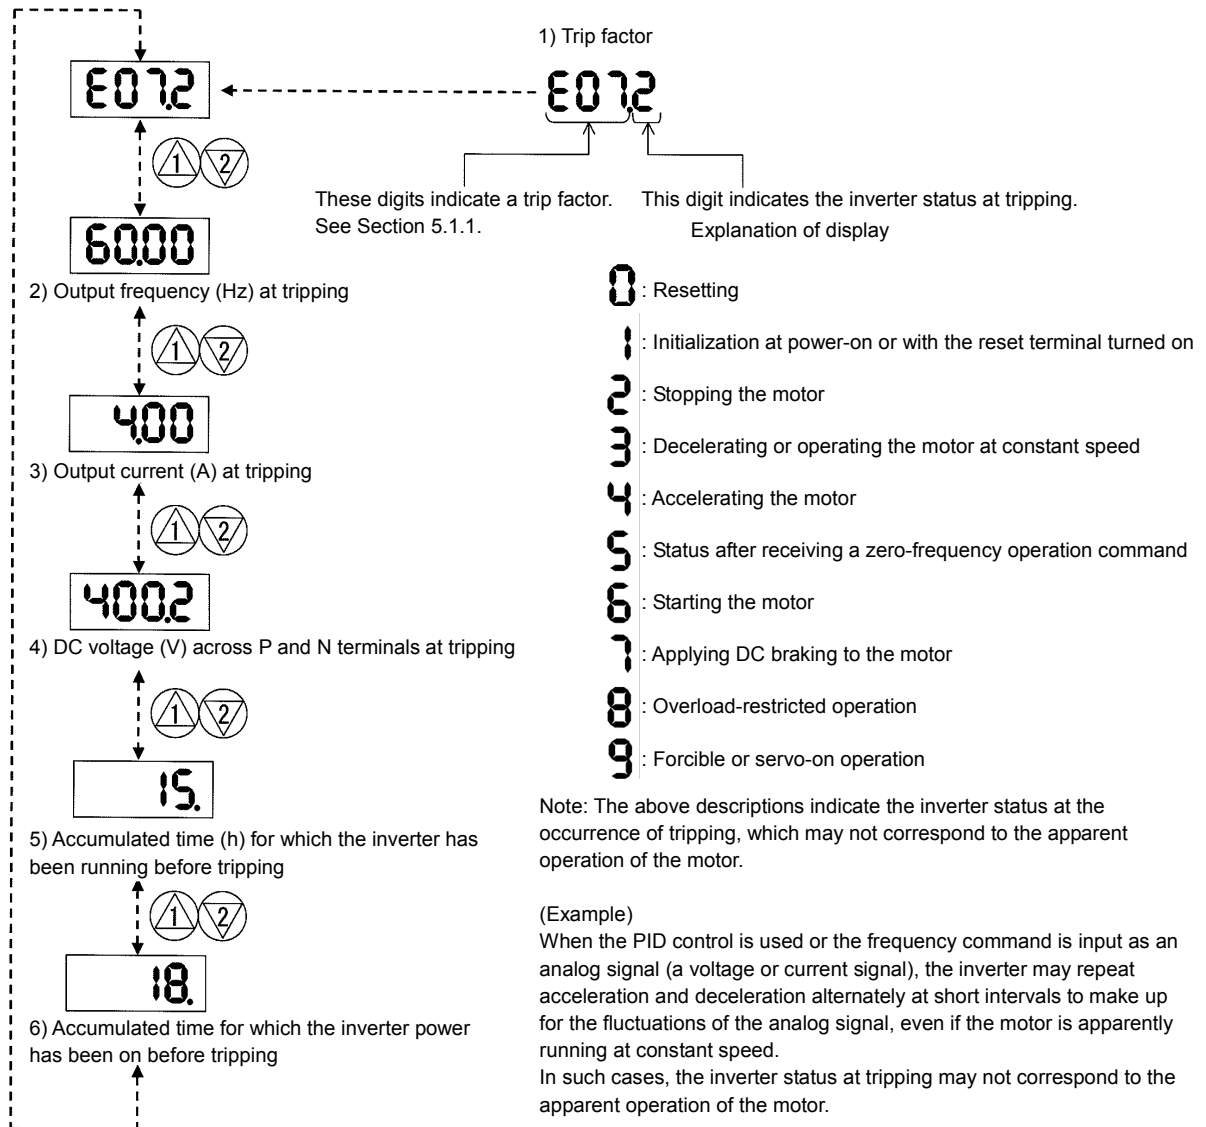 1) Trip factor
E07.2
E07.2
1 2
These digits indicate a trip factor.
See Section 5.1.1.
This digit indicates the inverter status at tripping.
Explanation of display
60.00
2) Output frequency (Hz) at tripping
1 2
4.00
3) Output current (A) at tripping
1 2
400.2
4) DC voltage (V) across P and N terminals at tripping
1 2
15.
5) Accumulated time (h) for which the inverter has
been running before tripping
1 2
18.
6) Accumulated time for which the inverter power
has been on before tripping
0 : Resetting
1 : Initialization at power-on or with the reset terminal turned on
2 : Stopping the motor
3 : Decelerating or operating the motor at constant speed
4 : Accelerating the motor
5 : Status after receiving a zero-frequency operation command
6 : Starting the motor
7 : Applying DC braking to the motor
8 : Overload-restricted operation
9 : Forcible or servo-on operation
Note: The above descriptions indicate the inverter status at the
occurrence of tripping, which may not correspond to the apparent
operation of the motor.
(Example)
When the PID control is used or the frequency command is input as an
analog signal (a voltage or current signal), the inverter may repeat
acceleration and deceleration alternately at short intervals to make up
for the fluctuations of the analog signal, even if the motor is apparently
running at constant speed.
In such cases, the inverter status at tripping may not correspond to the
apparent operation of the motor.